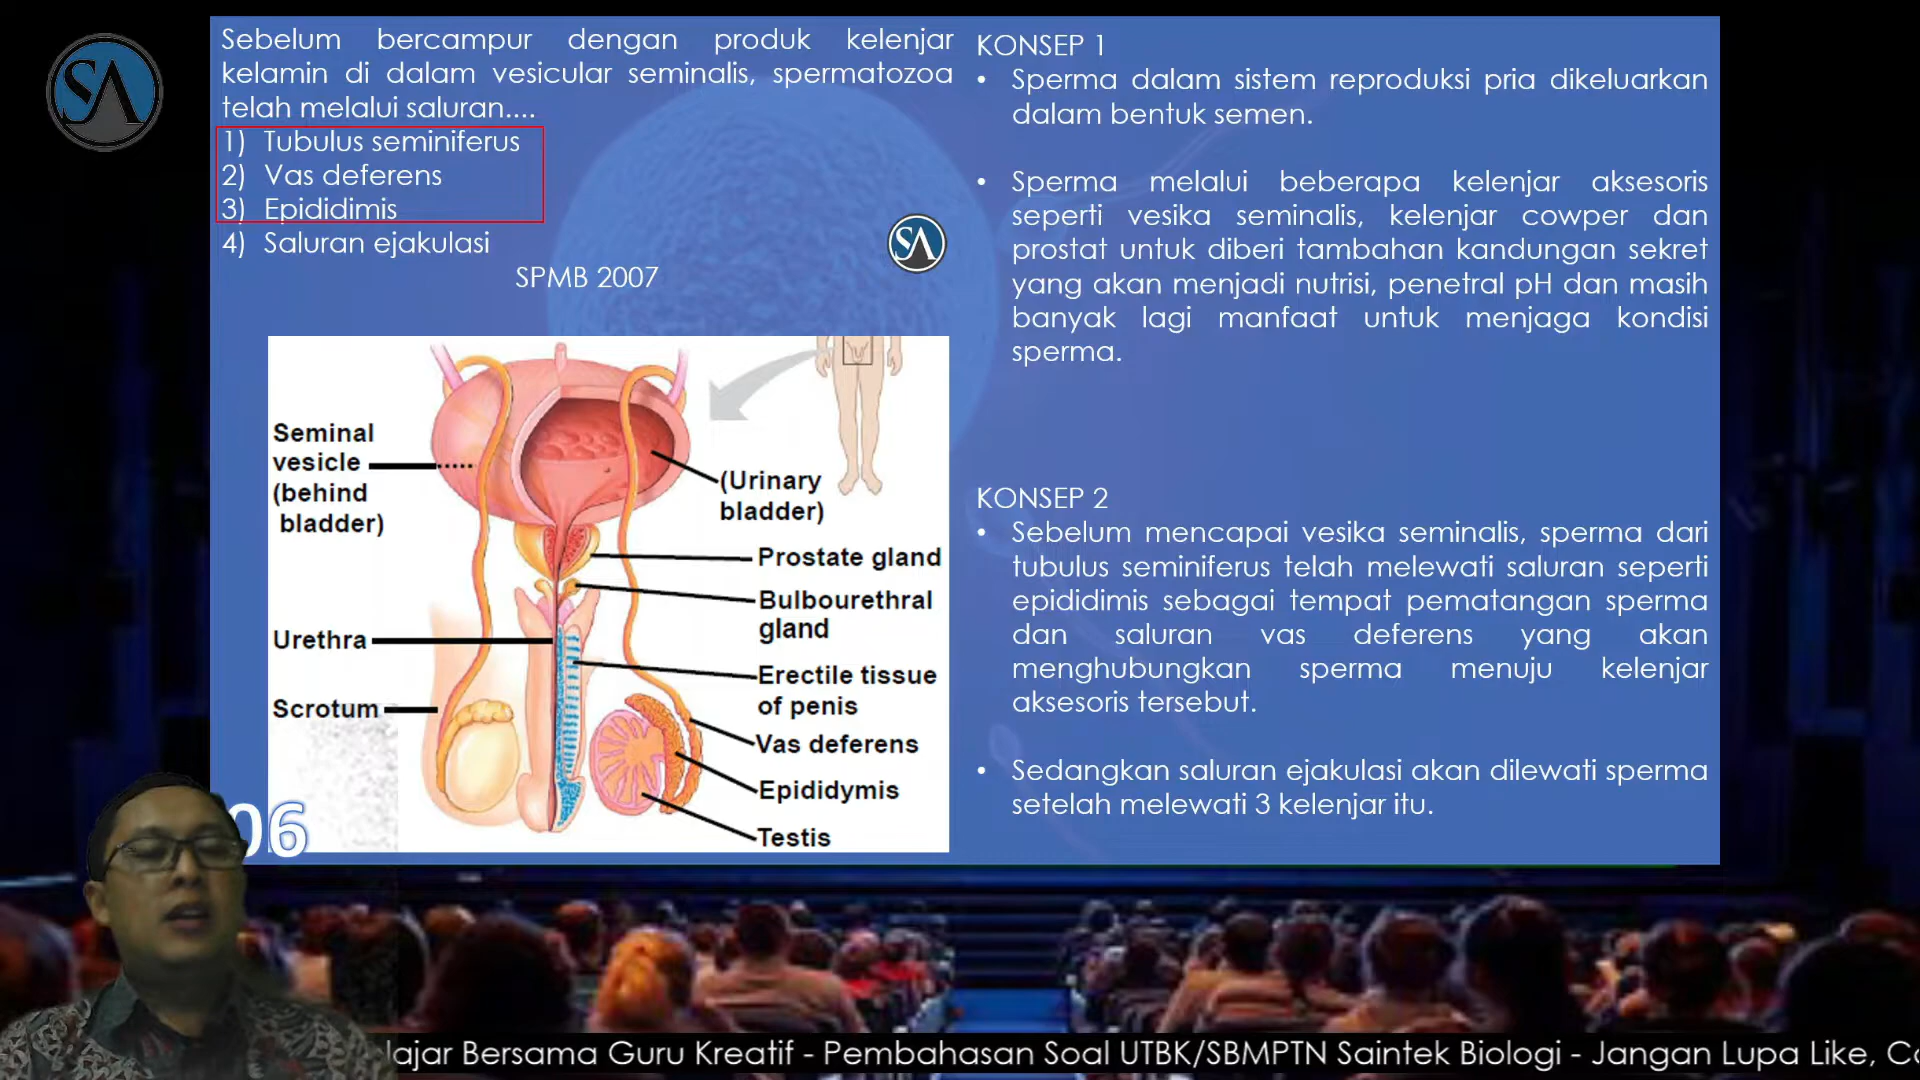 SA
Sebelum bercampur dengan produk kelenjar
kelamin di dalam vesicular seminalis, spermatozoa
telah melalui saluran....
1) Tubulus seminiferus
2) Vas deferens
3) Epididimis
4) Saluran ejakulasi
SPMB 2007
SA
Seminal
vesicle
(behind
bladder)
(Urinary
bladder)
Prostate gland
Bulbourethral
gland
Urethra
Erectile tissue
of penis
Scrotum
Vas deferens
Epididymis
Testis
06
KONSEP 1
• Sperma dalam sistem reproduksi pria dikeluarkan
dalam bentuk semen.
• Sperma melalui beberapa kelenjar aksesoris
seperti vesika seminalis, kelenjar cowper dan
prostat untuk diberi tambahan kandungan sekret
yang akan menjadi nutrisi, penetral pH dan masih
banyak lagi manfaat untuk menjaga kondisi
sperma.
KONSEP 2
• Sebelum mencapai vesika seminalis, sperma dari
tubulus seminiferus telah melewati saluran seperti
epididimis sebagai tempat pematangan sperma
dan saluran vas deferens yang akan
menghubungkan sperma menuju kelenjar
aksesoris tersebut.
• Sedangkan saluran ejakulasi akan dilewati sperma
setelah melewati 3 kelenjar itu.
lajar Bersama Guru Kreatif - Pembahasan Soal UTBK/SBMPTN Saintek Biologi - Jangan Lupa Like, Co